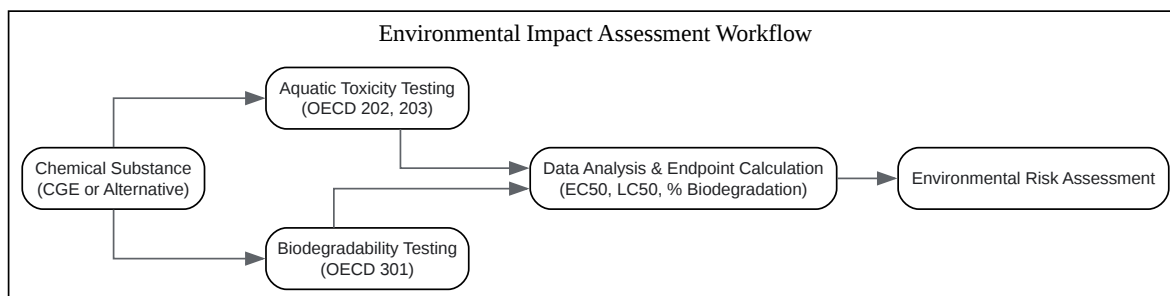 Environmental Impact Assessment Workflow
Aquatic Toxicity Testing
(OECD 202, 203)
Chemical Substance
(CGE or Alternative)
Data Analysis & Endpoint Calculation
(EC50, LC50, % Biodegradation)
Environmental Risk Assessment
Biodegradability Testing
(OECD 301)